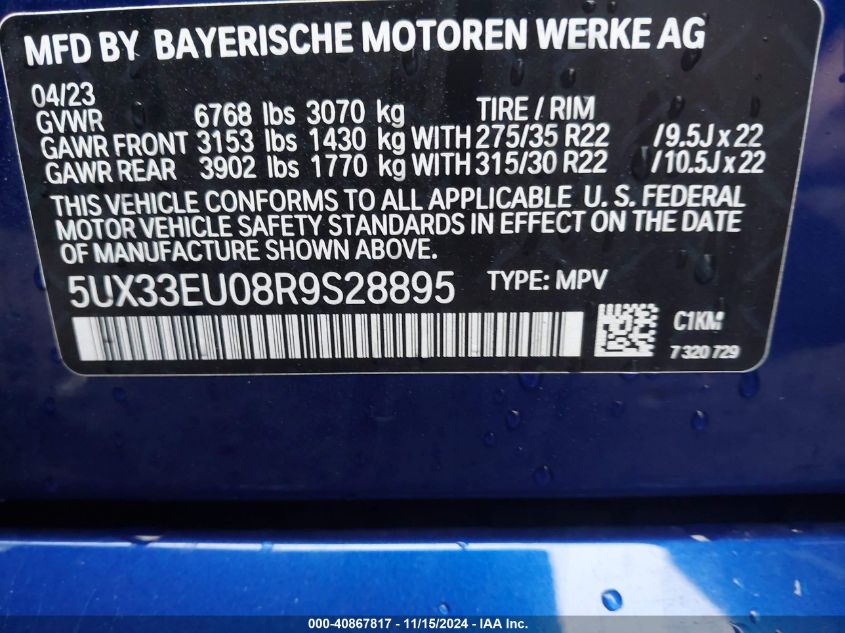 MFD BY BAYERISCHE MOTOREN WERKE AG
04/23
GVWR 6768 lbs 3070 kg TIRE / RIM
GAWR FRONT 3153 lbs 1430 kg WITH 275/35 R22 /9.5J x 22
GAWR REAR 3902 lbs 1770 kg WITH 315/30 R22 /10.5J x 22
THIS VEHICLE CONFORMS TO ALL APPLICABLE U. S. FEDERAL
MOTOR VEHICLE SAFETY STANDARDS IN EFFECT ON THE DATE
OF MANUFACTURE SHOWN ABOVE.
5UX33EU08R9S28895 TYPE: MPV
C1KM
7 320 729
000-40867817 - 11/15/2024 - IAA Inc.